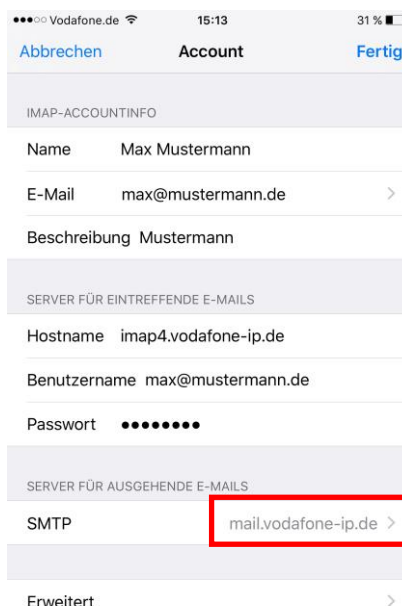 Vodafone.de 15:13 31 %
Abbrechen Account Fertig
IMAP-ACCOUNTINFO
Name Max Mustermann
E-Mail max@mustermann.de
Beschreibung Mustermann
SERVER FÜR EINTREFFENDE E-MAILS
Hostname imap4.vodafone-ip.de
Benutzername max@mustermann.de
Passwort ●●●●●●●●
SERVER FÜR AUSGEHENDE E-MAILS
SMTP mail.vodafone-ip.de
Erweitert